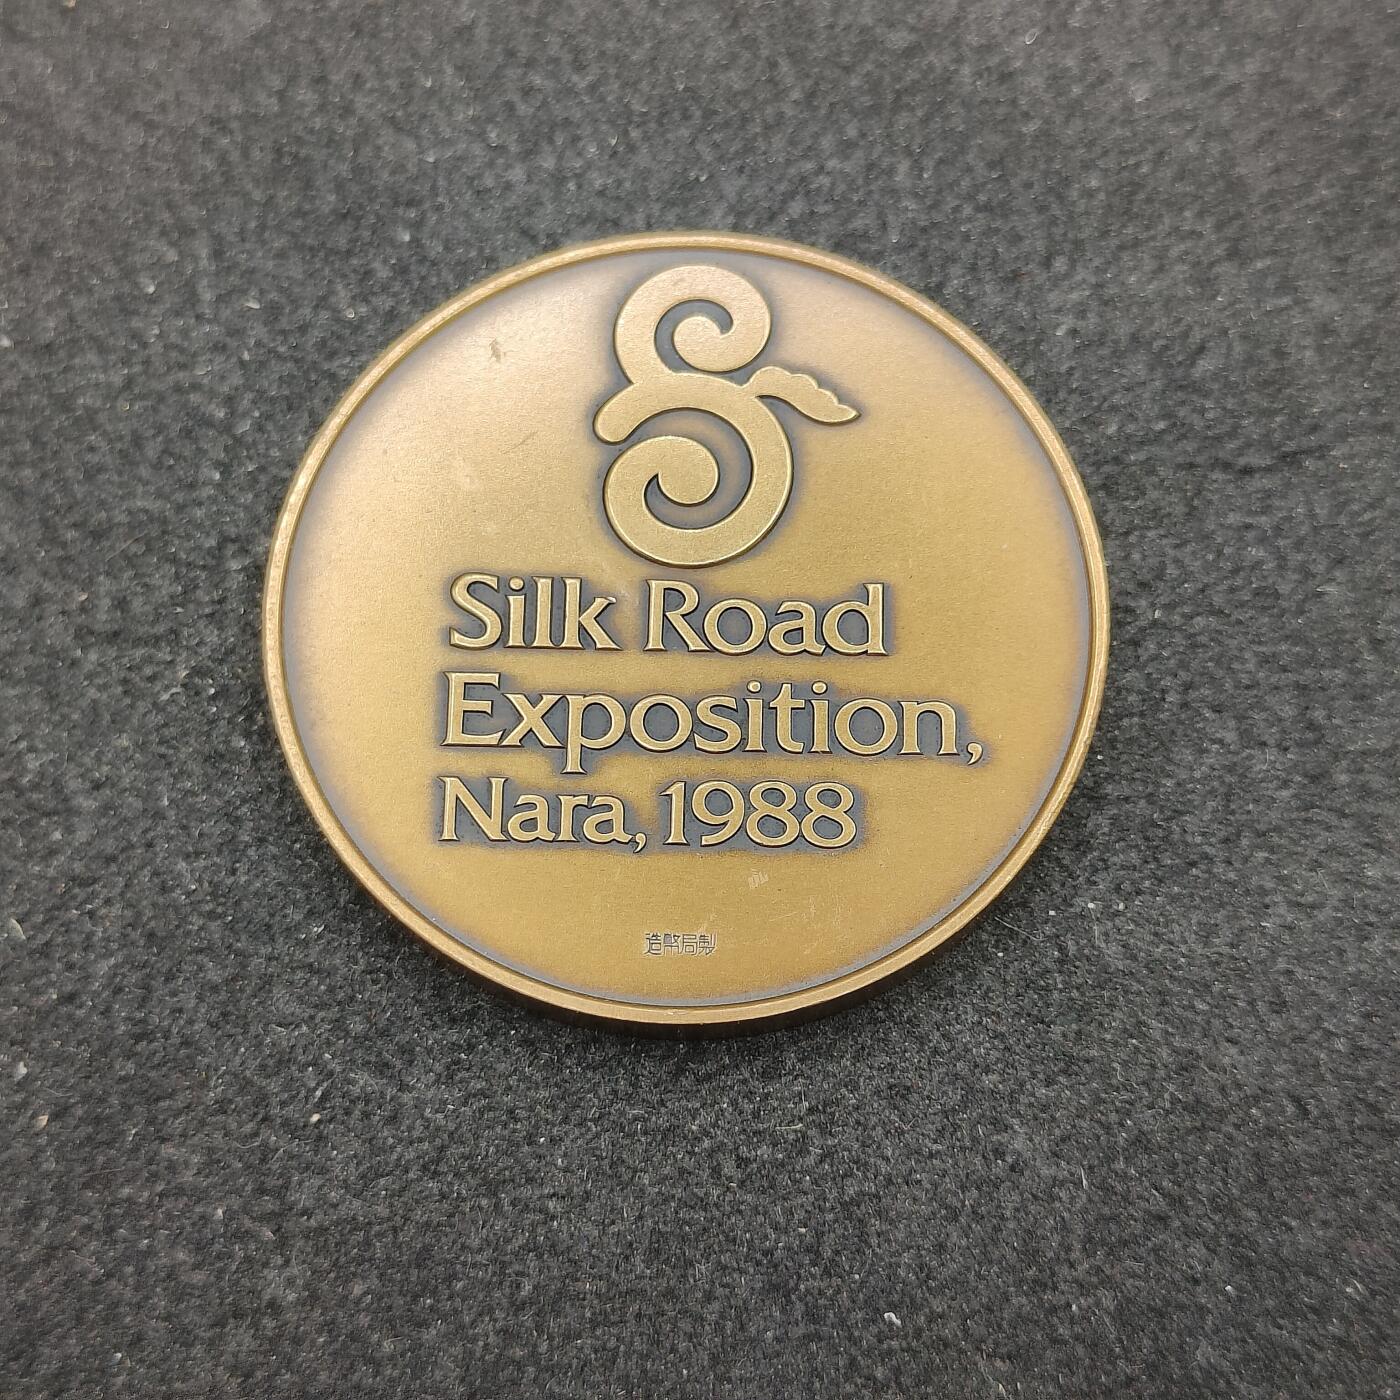 Silk Road
Exposition,
Nara, 1988
造幣局製